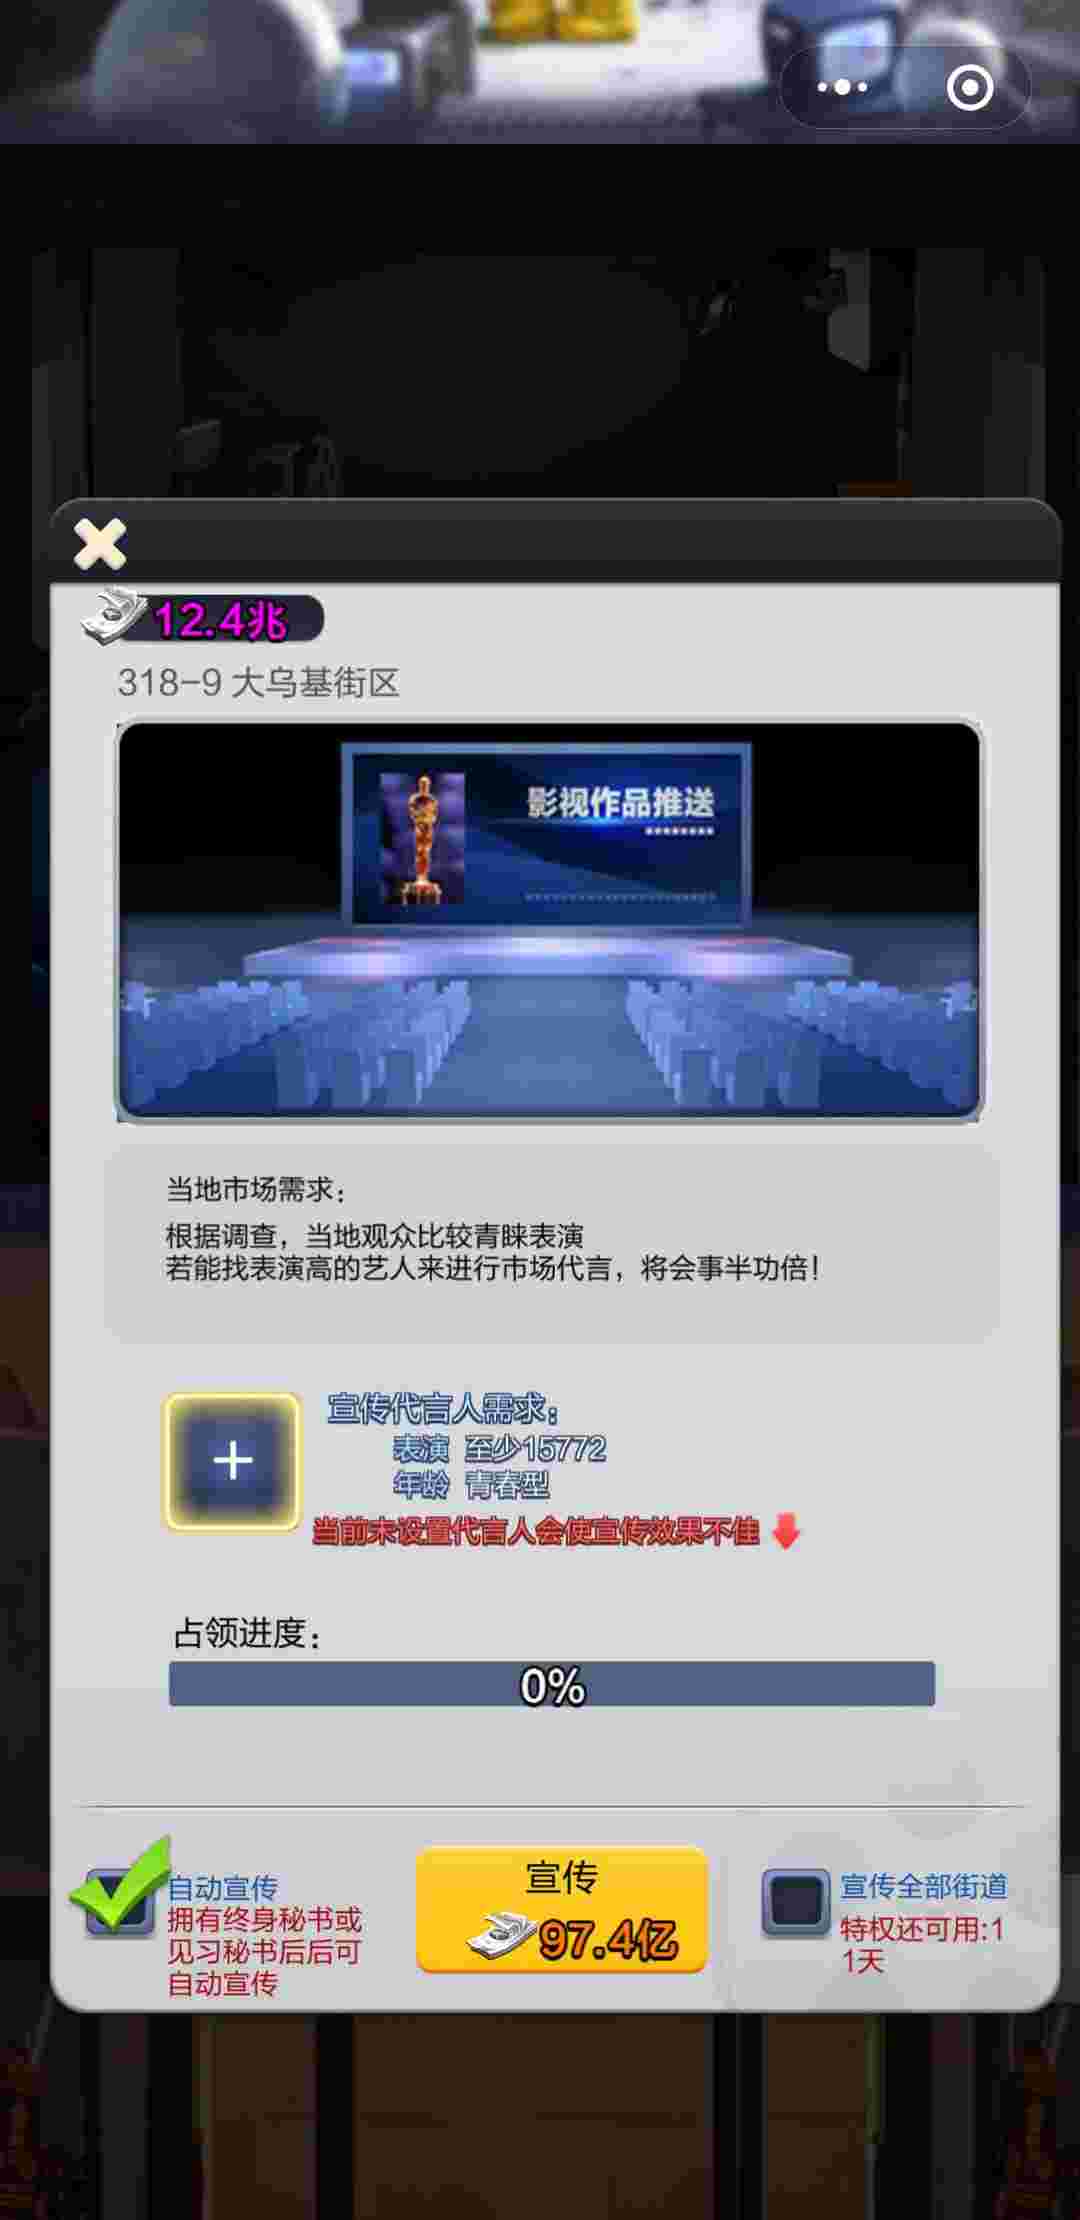 12.4兆
318-9 大乌基街区
影视作品推送
当地市场需求：
根据调查，当地观众比较青睐表演
若能找表演高的艺人来进行市场代言，将会事半功倍！
宣传代言人需求：
表演 至少15772
年龄 青春型
当前未设置代言人会使宣传效果不佳
占领进度：
0%
自动宣传
拥有终身秘书或
见习秘书后后可
自动宣传
宣传
97.4亿
宣传全部街道
特权还可用:1
1天